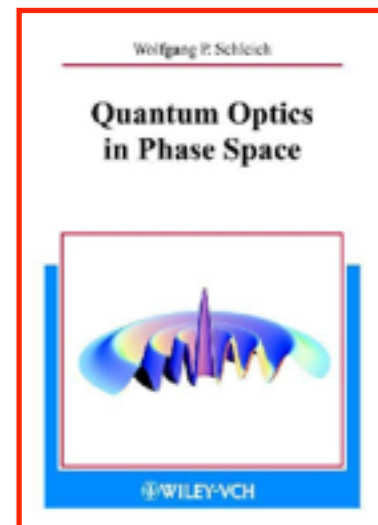 Wolfgang P. Schleich
Quantum Optics
in Phase Space
WILEY-VCH